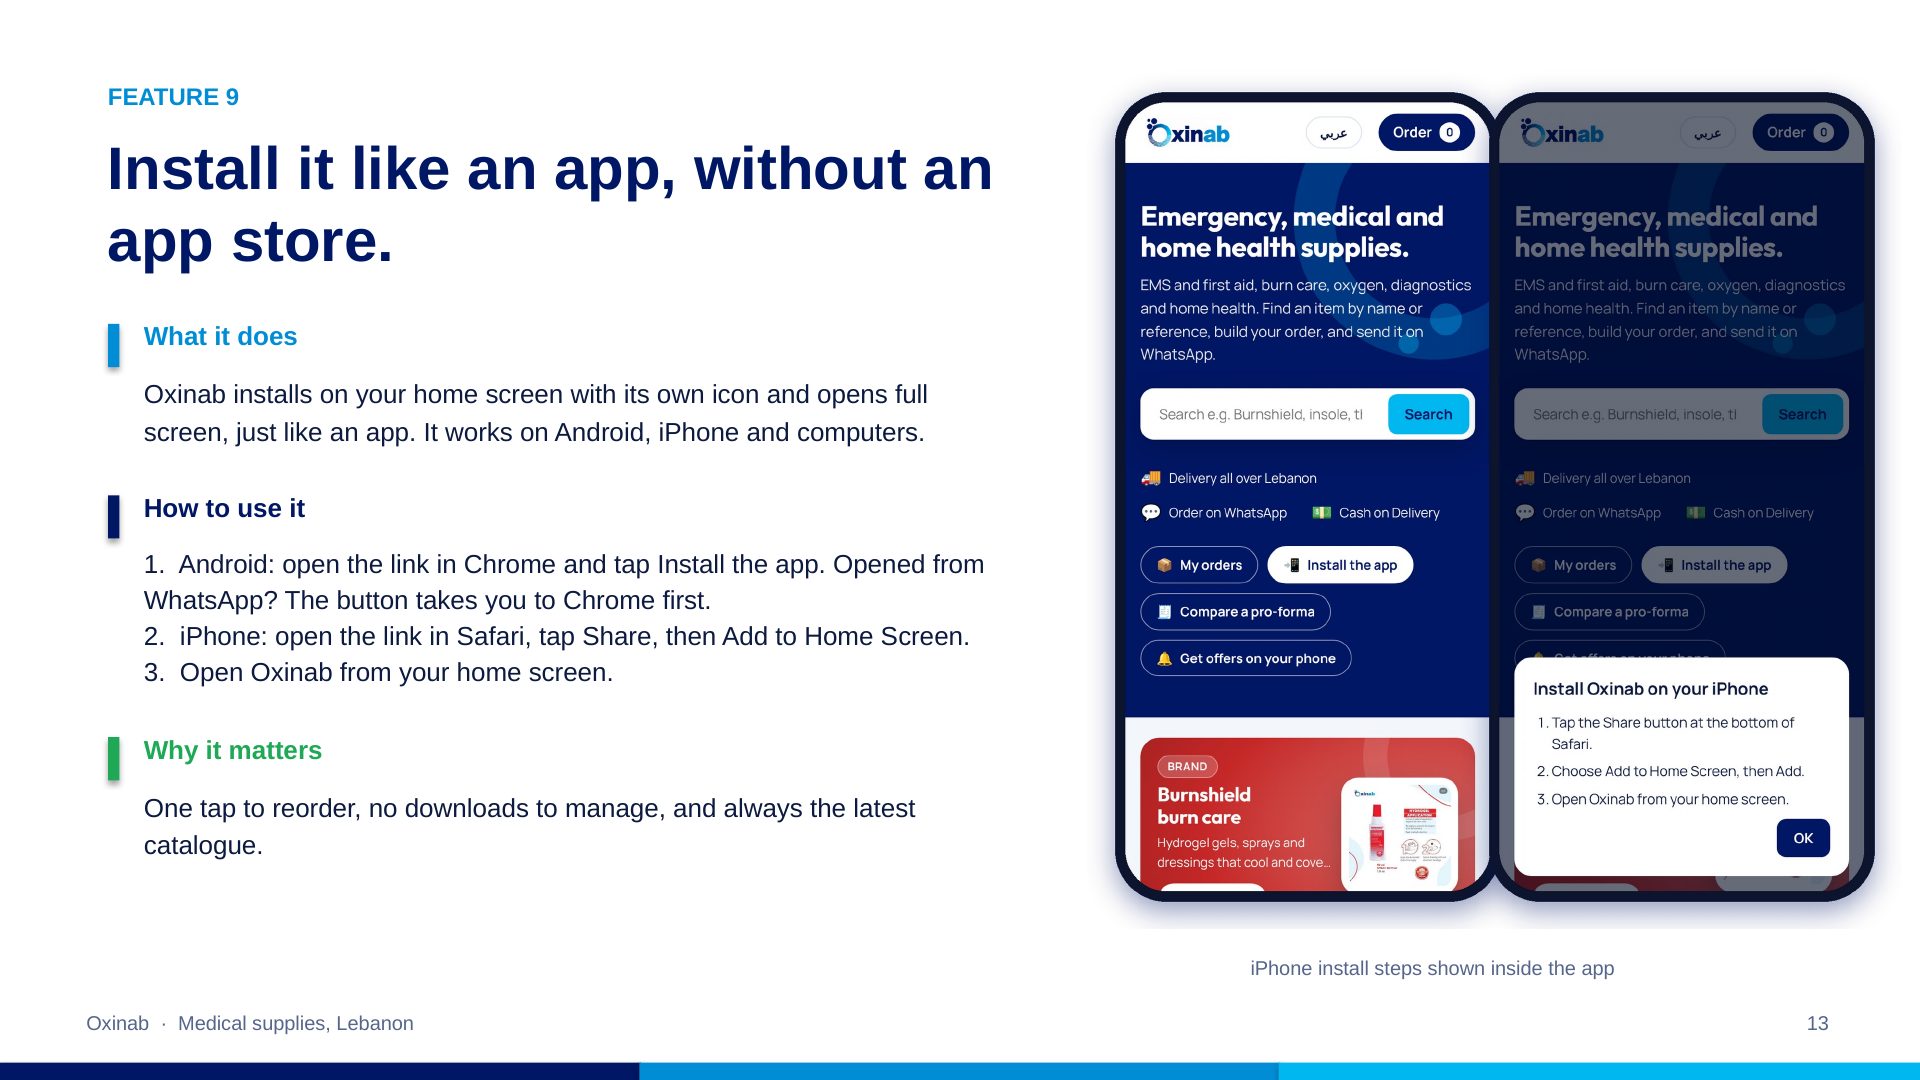 FEATURE 9
Install it like an app, without an
app store.
What it does
Oxinab installs on your home screen with its own icon and opens full
screen, just like an app. It works on Android, iPhone and computers.
How to use it
1. Android: open the link in Chrome and tap Install the app. Opened from
WhatsApp? The button takes you to Chrome first.
2. iPhone: open the link in Safari, tap Share, then Add to Home Screen.
3. Open Oxinab from your home screen.
Why it matters
One tap to reorder, no downloads to manage, and always the latest
catalogue.
Oxinab
عربي
Order 0
Emergency, medical and
home health supplies.
EMS and first aid, burn care, oxygen, diagnostics
and home health. Find an item by name or
reference, build your order, and send it on
WhatsApp.
Search e.g. Burnshield, insole, tl
Search
Delivery all over Lebanon
Order on WhatsApp
Cash on Delivery
My orders
Install the app
Compare a pro-forma
Get offers on your phone
BRAND
Burnshield
burn care
Hydrogel gels, sprays and
dressings that cool and cove...
Oxinab
عربي
Order 0
Emergency, medical and
home health supplies.
EMS and first aid, burn care, oxygen, diagnostics
and home health. Find an item by name or
reference, build your order, and send it on
WhatsApp.
Search e.g. Burnshield, insole, tl
Search
Delivery all over Lebanon
Order on WhatsApp
Cash on Delivery
My orders
Install the app
Compare a pro-forma
Install Oxinab on your iPhone
1. Tap the Share button at the bottom of
Safari.
2. Choose Add to Home Screen, then Add.
3. Open Oxinab from your home screen.
OK
iPhone install steps shown inside the app
Oxinab · Medical supplies, Lebanon
13